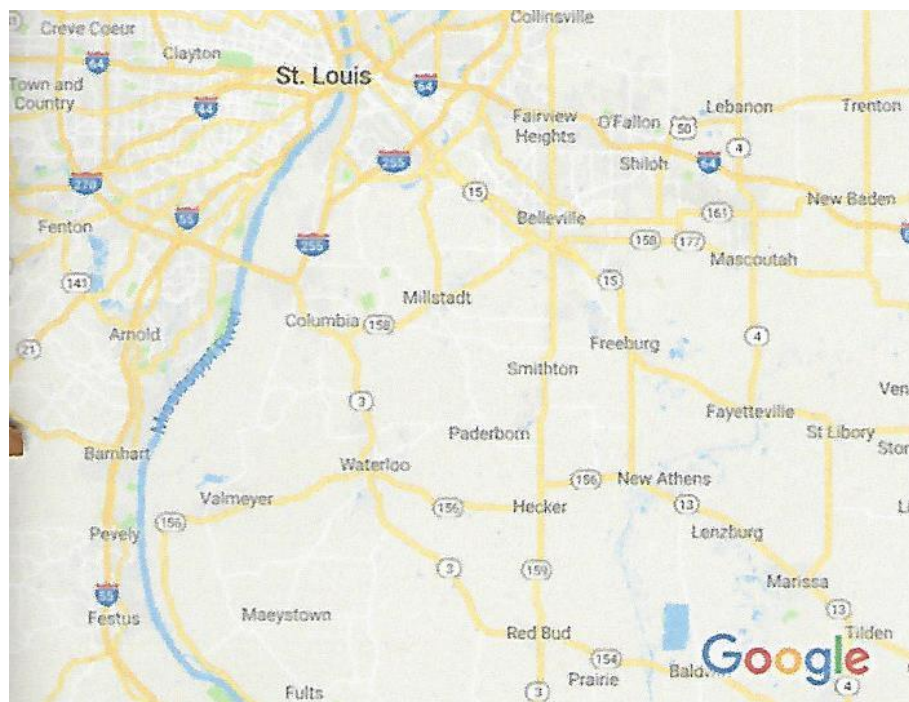 Creve Coeur
Collinsville
Clayton
64
St. Louis
64
Town and
Country
44
Lebanon
Trenton
Fairview
Heights
O'Fallon
50
4
255
Shiloh
64
270
15
55
Fenton
Belleville
161
New Baden
255
158
177
Mascoutah
141
15
Millstadt
Columbia
158
Arnold
21
4
Freeburg
Smithton
3
Fayetteville
Paderborn
St Libory
Barnhart
Waterloo
156
New Athens
Valmeyer
156
Hecker
13
156
Lenzburg
Pevely
3
159
Marissa
55
13
Festus
Maeystown
Red Bud
Tilden
154
Google
Prairie
4
Fults
3